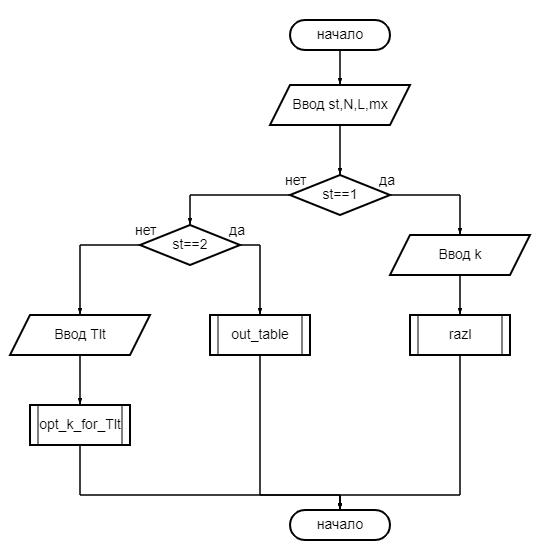 начало
Ввод st,N,L,mx
нет
st==1
да
нет
st==2
да
Ввод k
Ввод Tlt
out_table
razl
opt_k_for_Tlt
начало